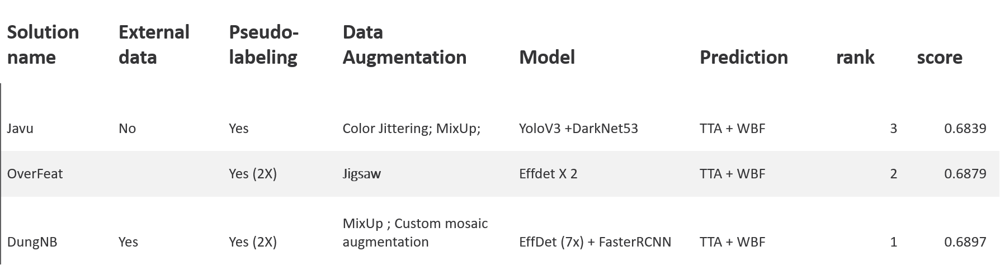 Solution name External data Pseudo-labeling Data Augmentation Model Prediction rank score
Javu No Yes Color Jittering; MixUp; YoloV3 +DarkNet53 TTA + WBF 3 0.6839
OverFeat Yes (2X) Jigsaw Effdet X 2 TTA + WBF 2 0.6879
DungNB Yes Yes (2X) MixUp ; Custom mosaic augmentation EffDet (7x) + FasterRCNN TTA + WBF 1 0.6897